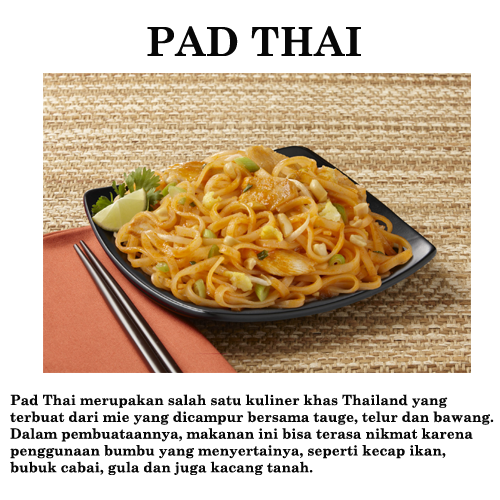 PAD THAI
Pad Thai merupakan salah satu kuliner khas Thailand yang
terbuat dari mie yang dicampur bersama tauge, telur dan bawang.
Dalam pembuataannya, makanan ini bisa terasa nikmat karena
penggunaan bumbu yang menyertainya, seperti kecap ikan,
bubuk cabai, gula dan juga kacang tanah.